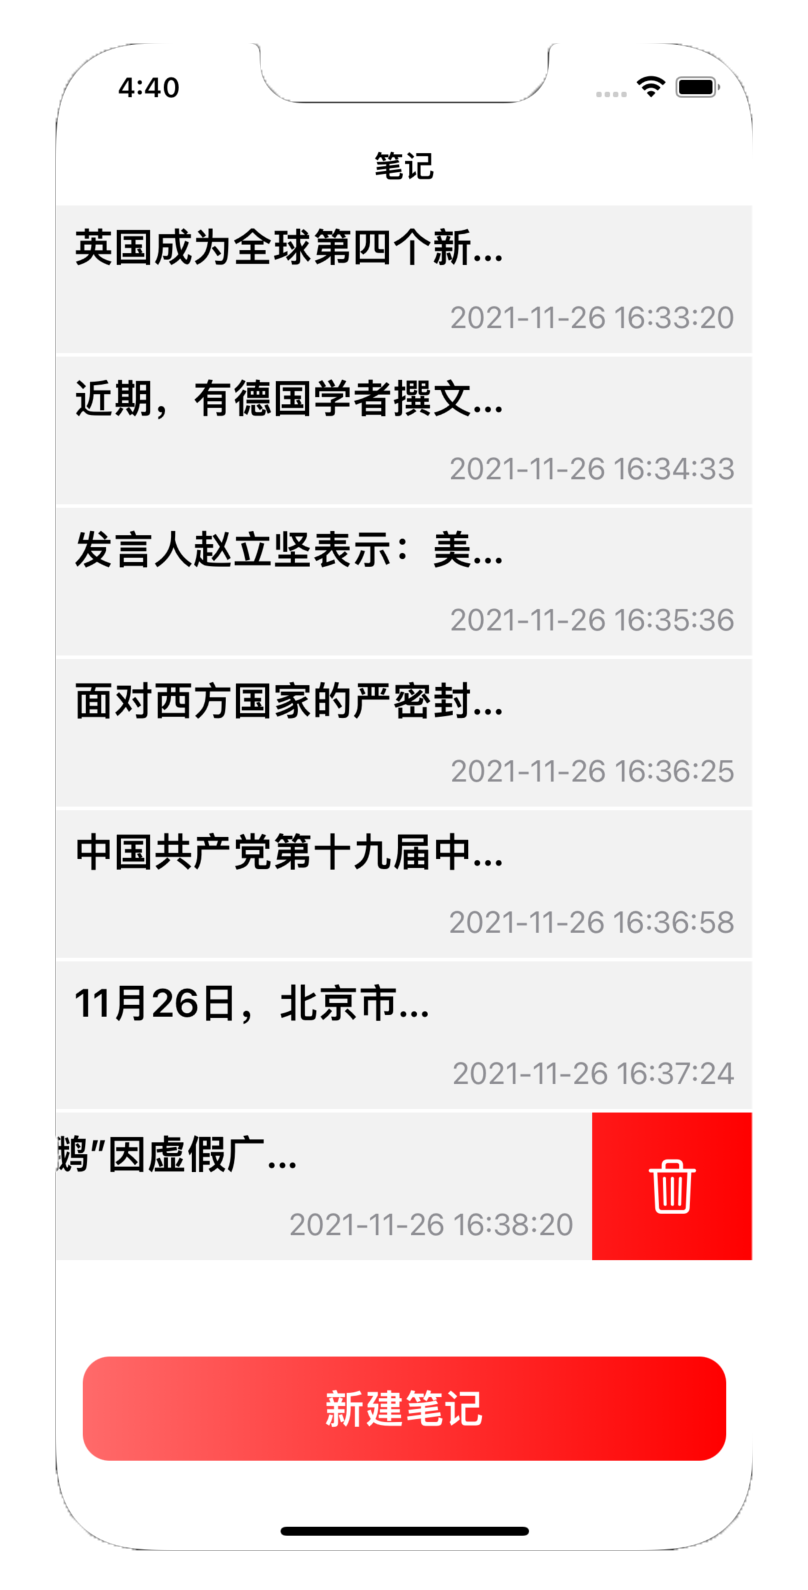 4:40
笔记
英国成为全球第四个新...
2021-11-26 16:33:20
近期，有德国学者撰文...
2021-11-26 16:34:33
发言人赵立坚表示：美...
2021-11-26 16:35:36
面对西方国家的严密封...
2021-11-26 16:36:25
中国共产党第十九届中...
2021-11-26 16:36:58
11月26日，北京市...
2021-11-26 16:37:24
鹅”因虚假广...
2021-11-26 16:38:20
新建笔记